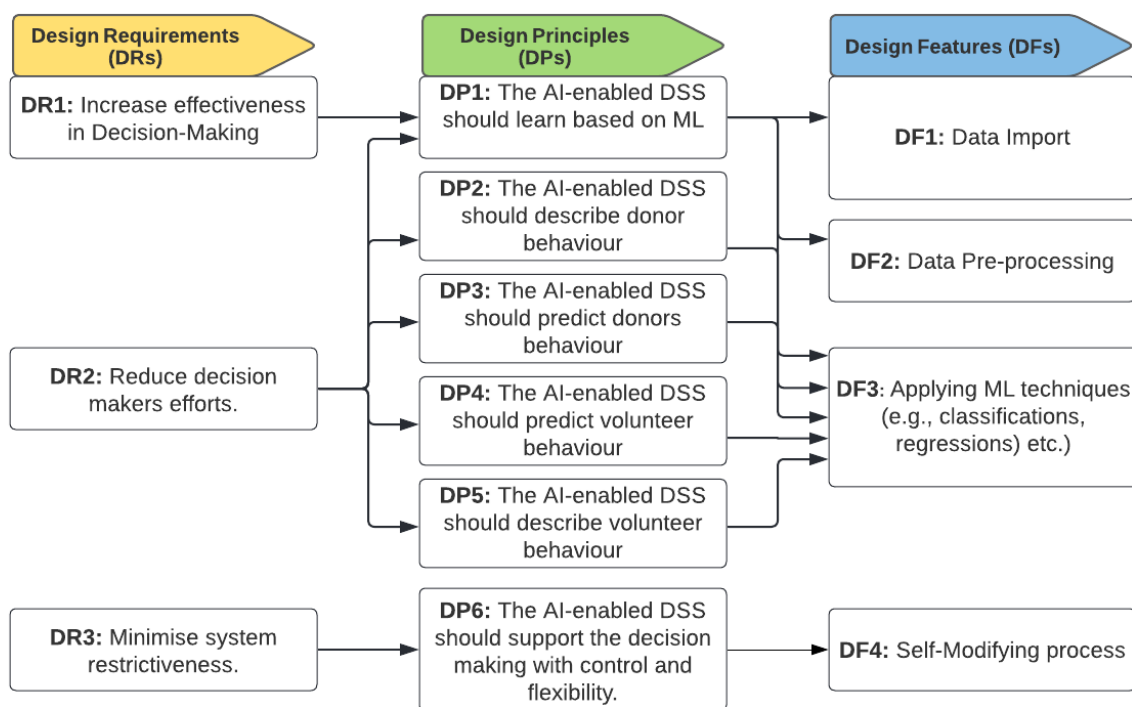 Design Requirements
(DRs)
Design Principles
(DPs)
Design Features (DFs)
DR1: Increase effectiveness
in Decision-Making
DR2: Reduce decision
makers efforts.
DR3: Minimise system
restrictiveness.
DP1: The AI-enabled DSS
should learn based on ML
DP2: The AI-enabled DSS
should describe donor
behaviour
DP3: The AI-enabled DSS
should predict donors
behaviour
DP4: The AI-enabled DSS
should predict volunteer
behaviour
DP5: The AI-enabled DSS
should describe volunteer
behaviour
DP6: The AI-enabled DSS
should support the decision
making with control and
flexibility.
DF1: Data Import
DF2: Data Pre-processing
DF3: Applying ML techniques
(e.g., classifications,
regressions) etc.)
DF4: Self-Modifying process